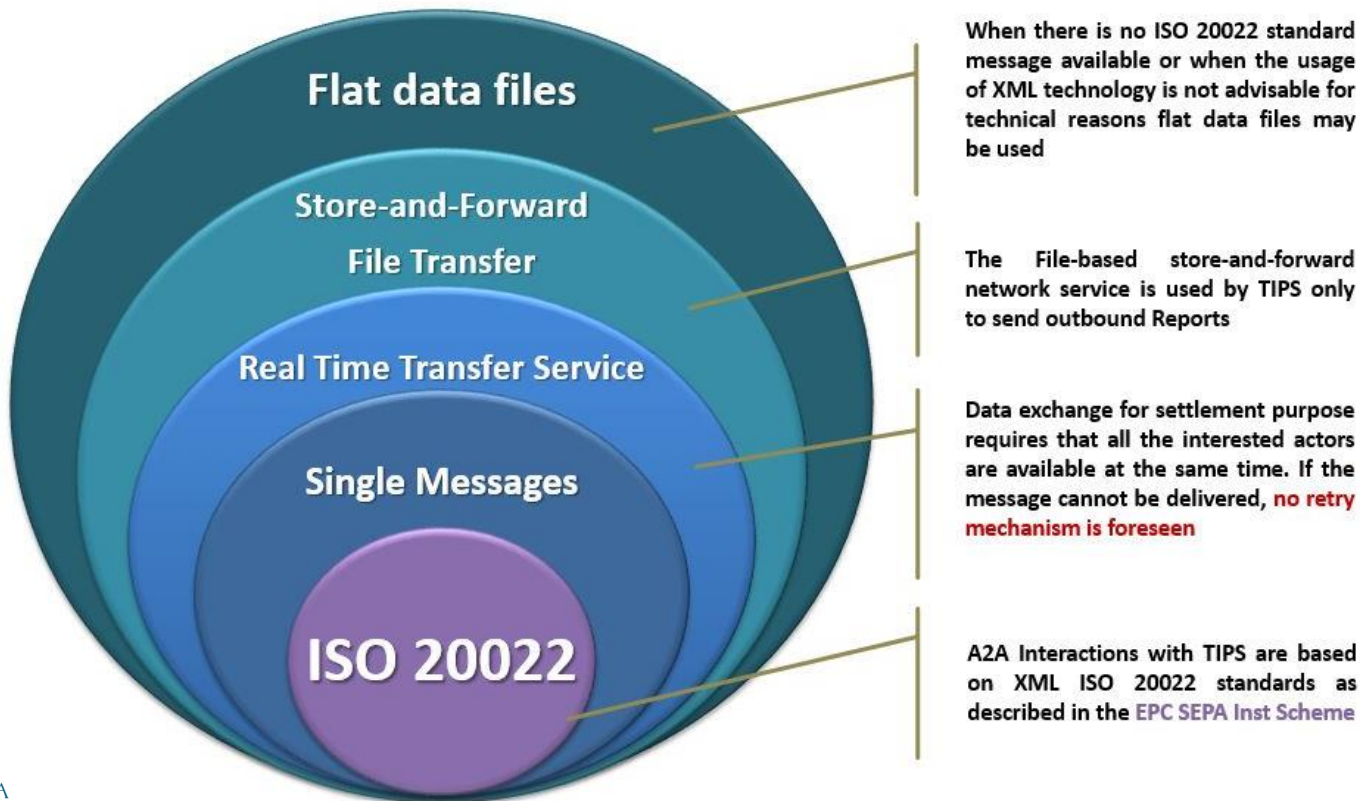 Flat data files
Store-and-Forward
File Transfer
Real Time Transfer Service
Single Messages
ISO 20022
When there is no ISO 20022 standard
message available or when the usage
of XML technology is not advisable for
technical reasons flat data files may
be used
The File-based store-and-forward
network service is used by TIPS only
to send outbound Reports
Data exchange for settlement purpose
requires that all the interested actors
are available at the same time. If the
message cannot be delivered, no retry
mechanism is foreseen
A2A Interactions with TIPS are based
on XML ISO 20022 standards as
described in the EPC SEPA Inst Scheme
A